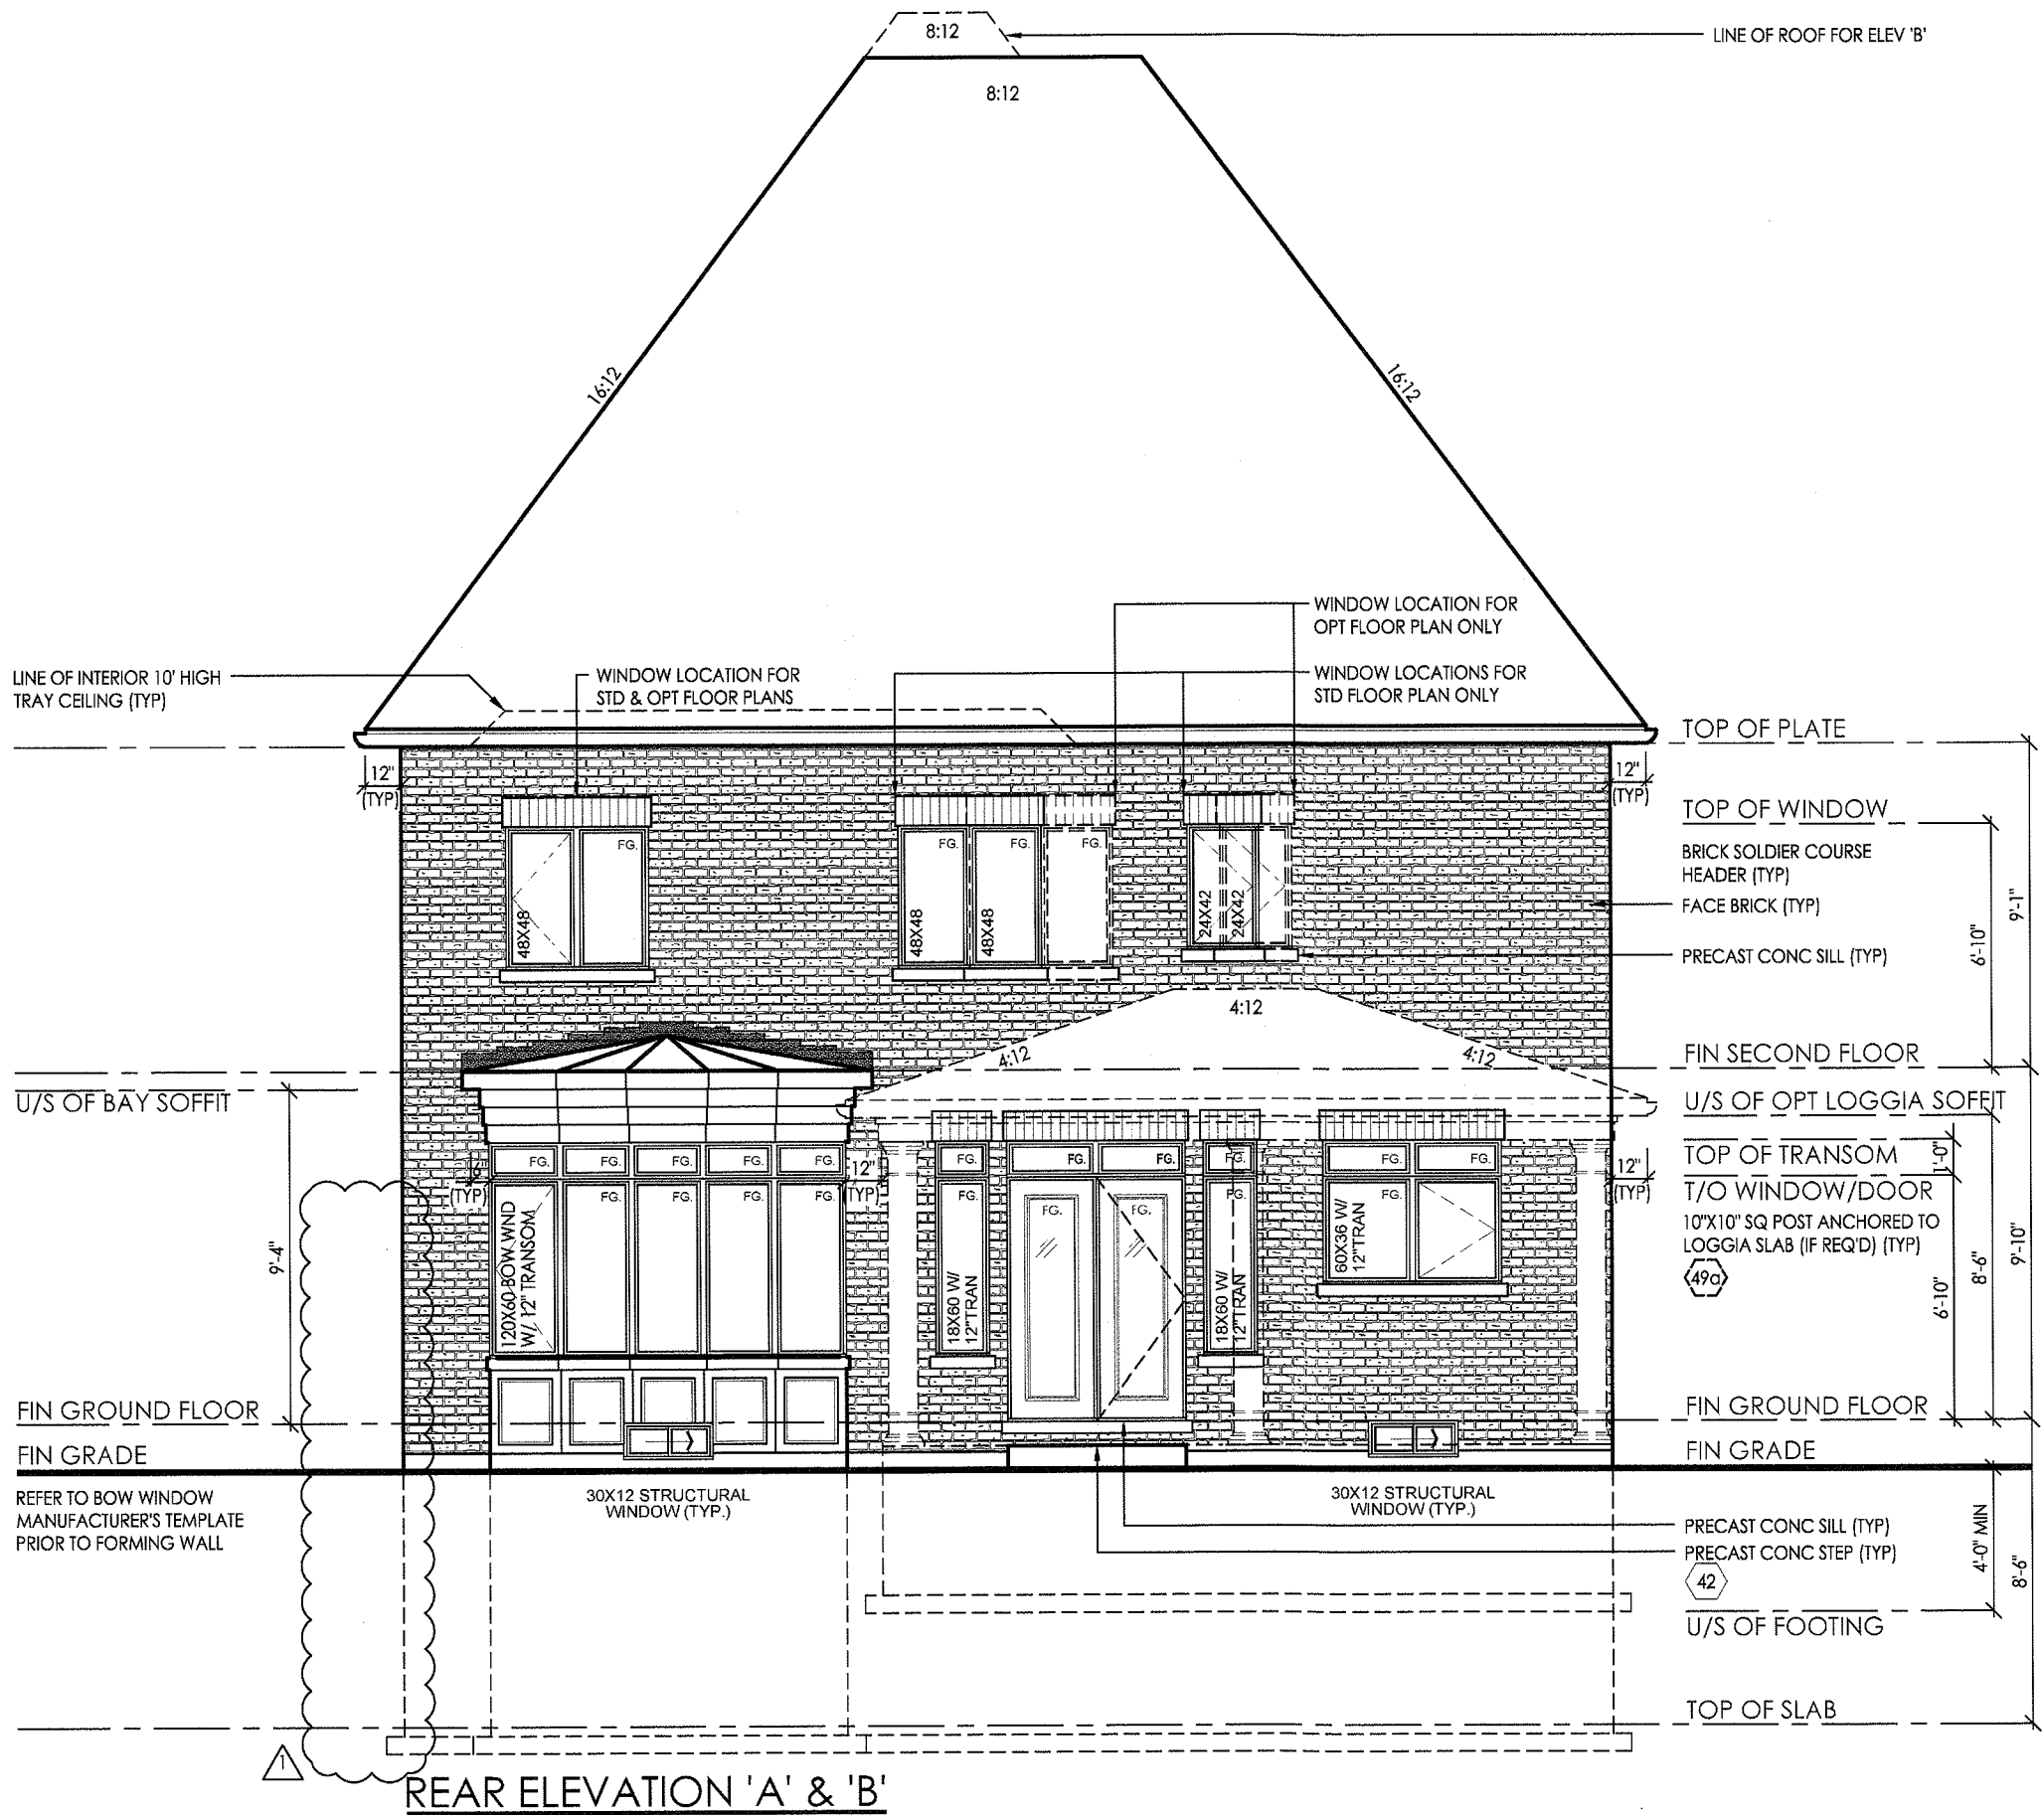 8:12
LINE OF ROOF FOR ELEV 'B'
8:12
16:12
16:12
WINDOW LOCATION FOR
OPT FLOOR PLAN ONLY
LINE OF INTERIOR 10' HIGH
TRAY CEILING (TYP)
WINDOW LOCATION FOR
STD & OPT FLOOR PLANS
WINDOW LOCATIONS FOR
STD FLOOR PLAN ONLY
TOP OF PLATE
12"
(TYP)
12"
(TYP)
TOP OF WINDOW
BRICK SOLDIER COURSE
HEADER (TYP)
FACE BRICK (TYP)
PRECAST CONC SILL (TYP)
6'-10"
9'-1"
FG.
FG.
FG.
FG.
48X48
48X48
48X48
24X42
24X42
4:12
4:12
4:12
FIN SECOND FLOOR
U/S OF BAY SOFFIT
U/S OF OPT LOGGIA SOFFIT
FG.
FG.
FG.
FG.
FG.
FG.
FG.
FG.
FG.
FG.
FG.
6"
(TYP)
12"
(TYP)
12"
(TYP)
TOP OF TRANSOM
1'-0"
T/O WINDOW/DOOR
10"X10" SQ POST ANCHORED TO
LOGGIA SLAB (IF REQ'D) (TYP)
49a
FG.
FG.
FG.
FG.
FG.
FG.
FG.
FG.
FG.
120X60 BOW WND
W/ 12" TRANSOM
18X60 W/
12"TRAN
18X60 W/
12"TRAN
60X36 W/
12"TRAN
9'-4"
6'-10"
8'-6"
9'-10"
FIN GROUND FLOOR
FIN GROUND FLOOR
FIN GRADE
FIN GRADE
REFER TO BOW WINDOW
MANUFACTURER'S TEMPLATE
PRIOR TO FORMING WALL
30X12 STRUCTURAL
WINDOW (TYP.)
30X12 STRUCTURAL
WINDOW (TYP.)
PRECAST CONC SILL (TYP)
PRECAST CONC STEP (TYP)
42
4'-0" MIN
8'-6"
U/S OF FOOTING
TOP OF SLAB
1
REAR ELEVATION 'A' & 'B'